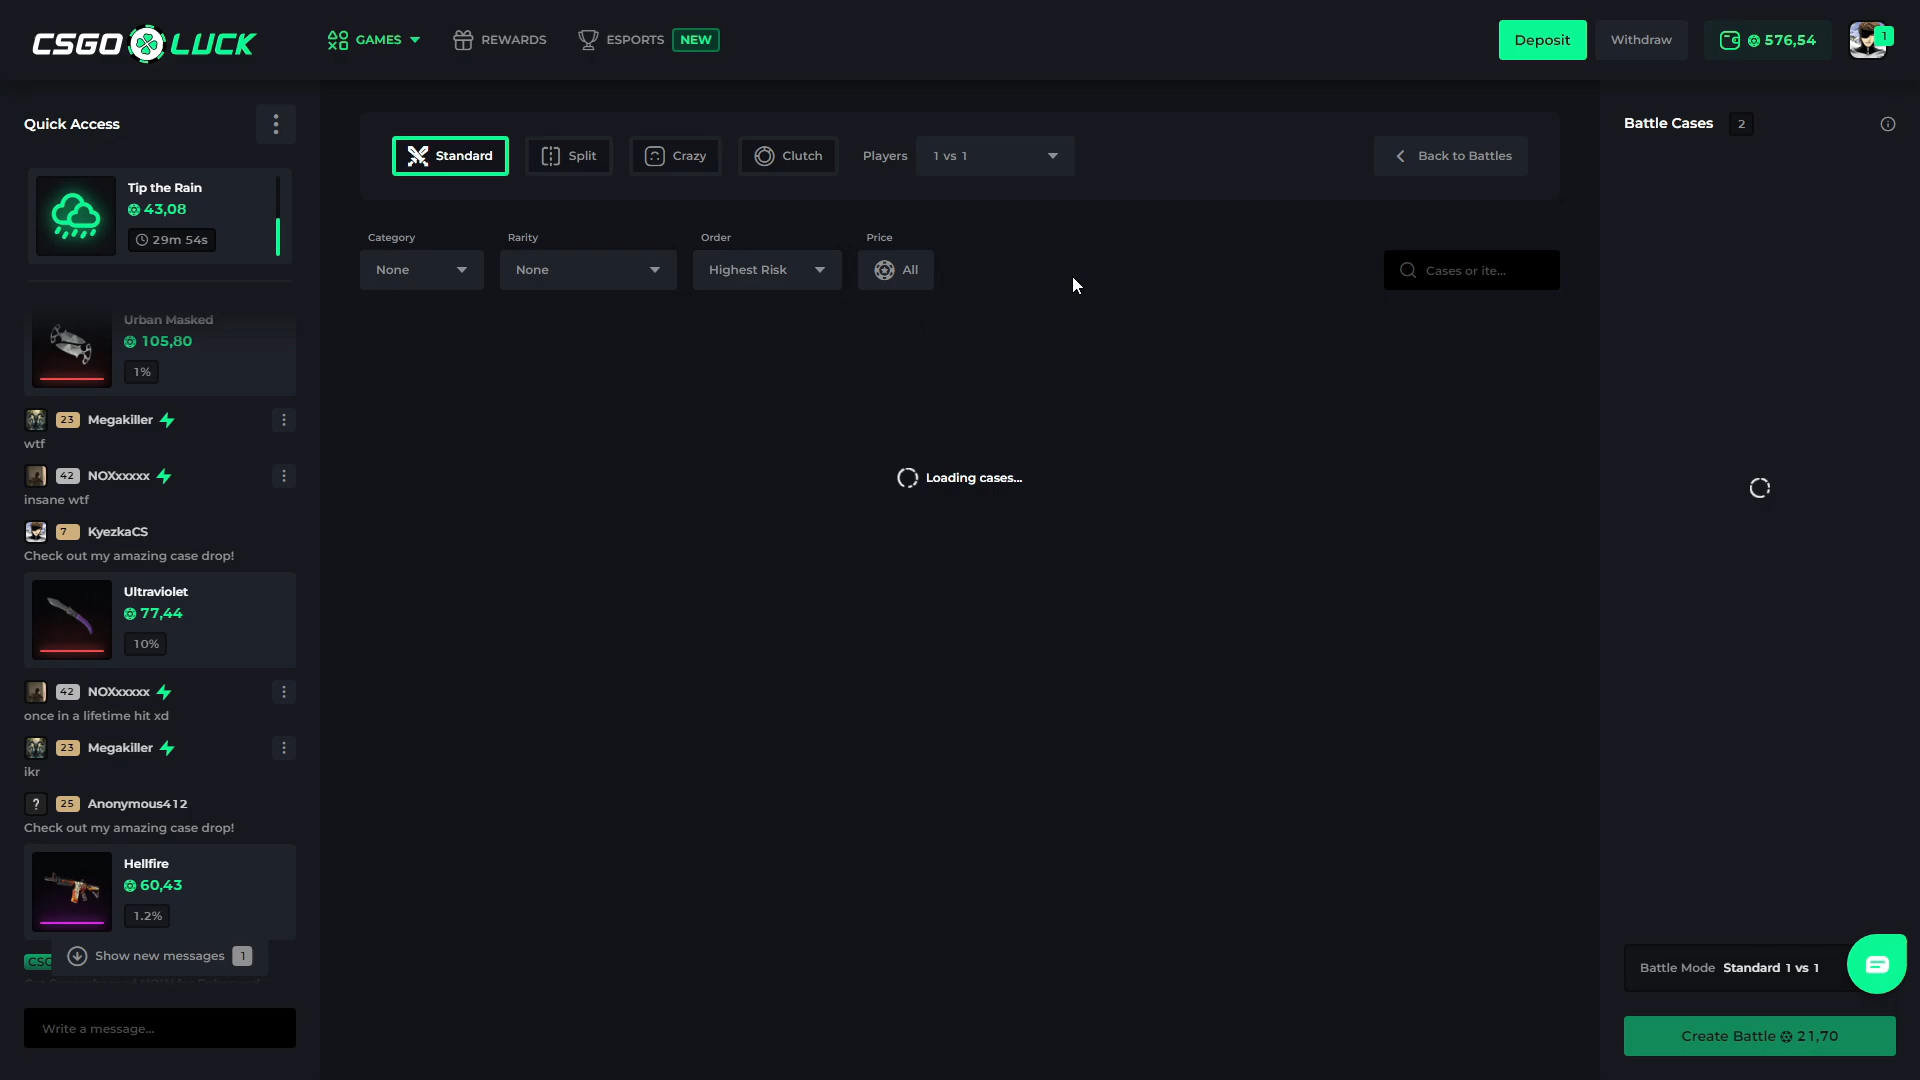 CSGO LUCK
GAMES
REWARDS
ESPORTS NEW
Deposit
Withdraw
576,54
1
Quick Access
Tip the Rain
43,08
29m 54s
Urban Masked
105,80
1%
23 Megakiller
wtf
42 NOXxxxxx
insane wtf
7 KyezkaCS
Check out my amazing case drop!
Ultraviolet
77,44
10%
42 NOXxxxxx
once in a lifetime hit xd
23 Megakiller
ikr
? 25 Anonymous412
Check out my amazing case drop!
Hellfire
60,43
1.2%
Show new messages 1
Write a message...
Standard
Split
Crazy
Clutch
Players 1 vs 1
Back to Battles
Category
Rarity
Order
Price
None
None
Highest Risk
All
Cases or ite...
Loading cases...
Battle Cases 2
Battle Mode Standard 1 vs 1
Create Battle 21,70